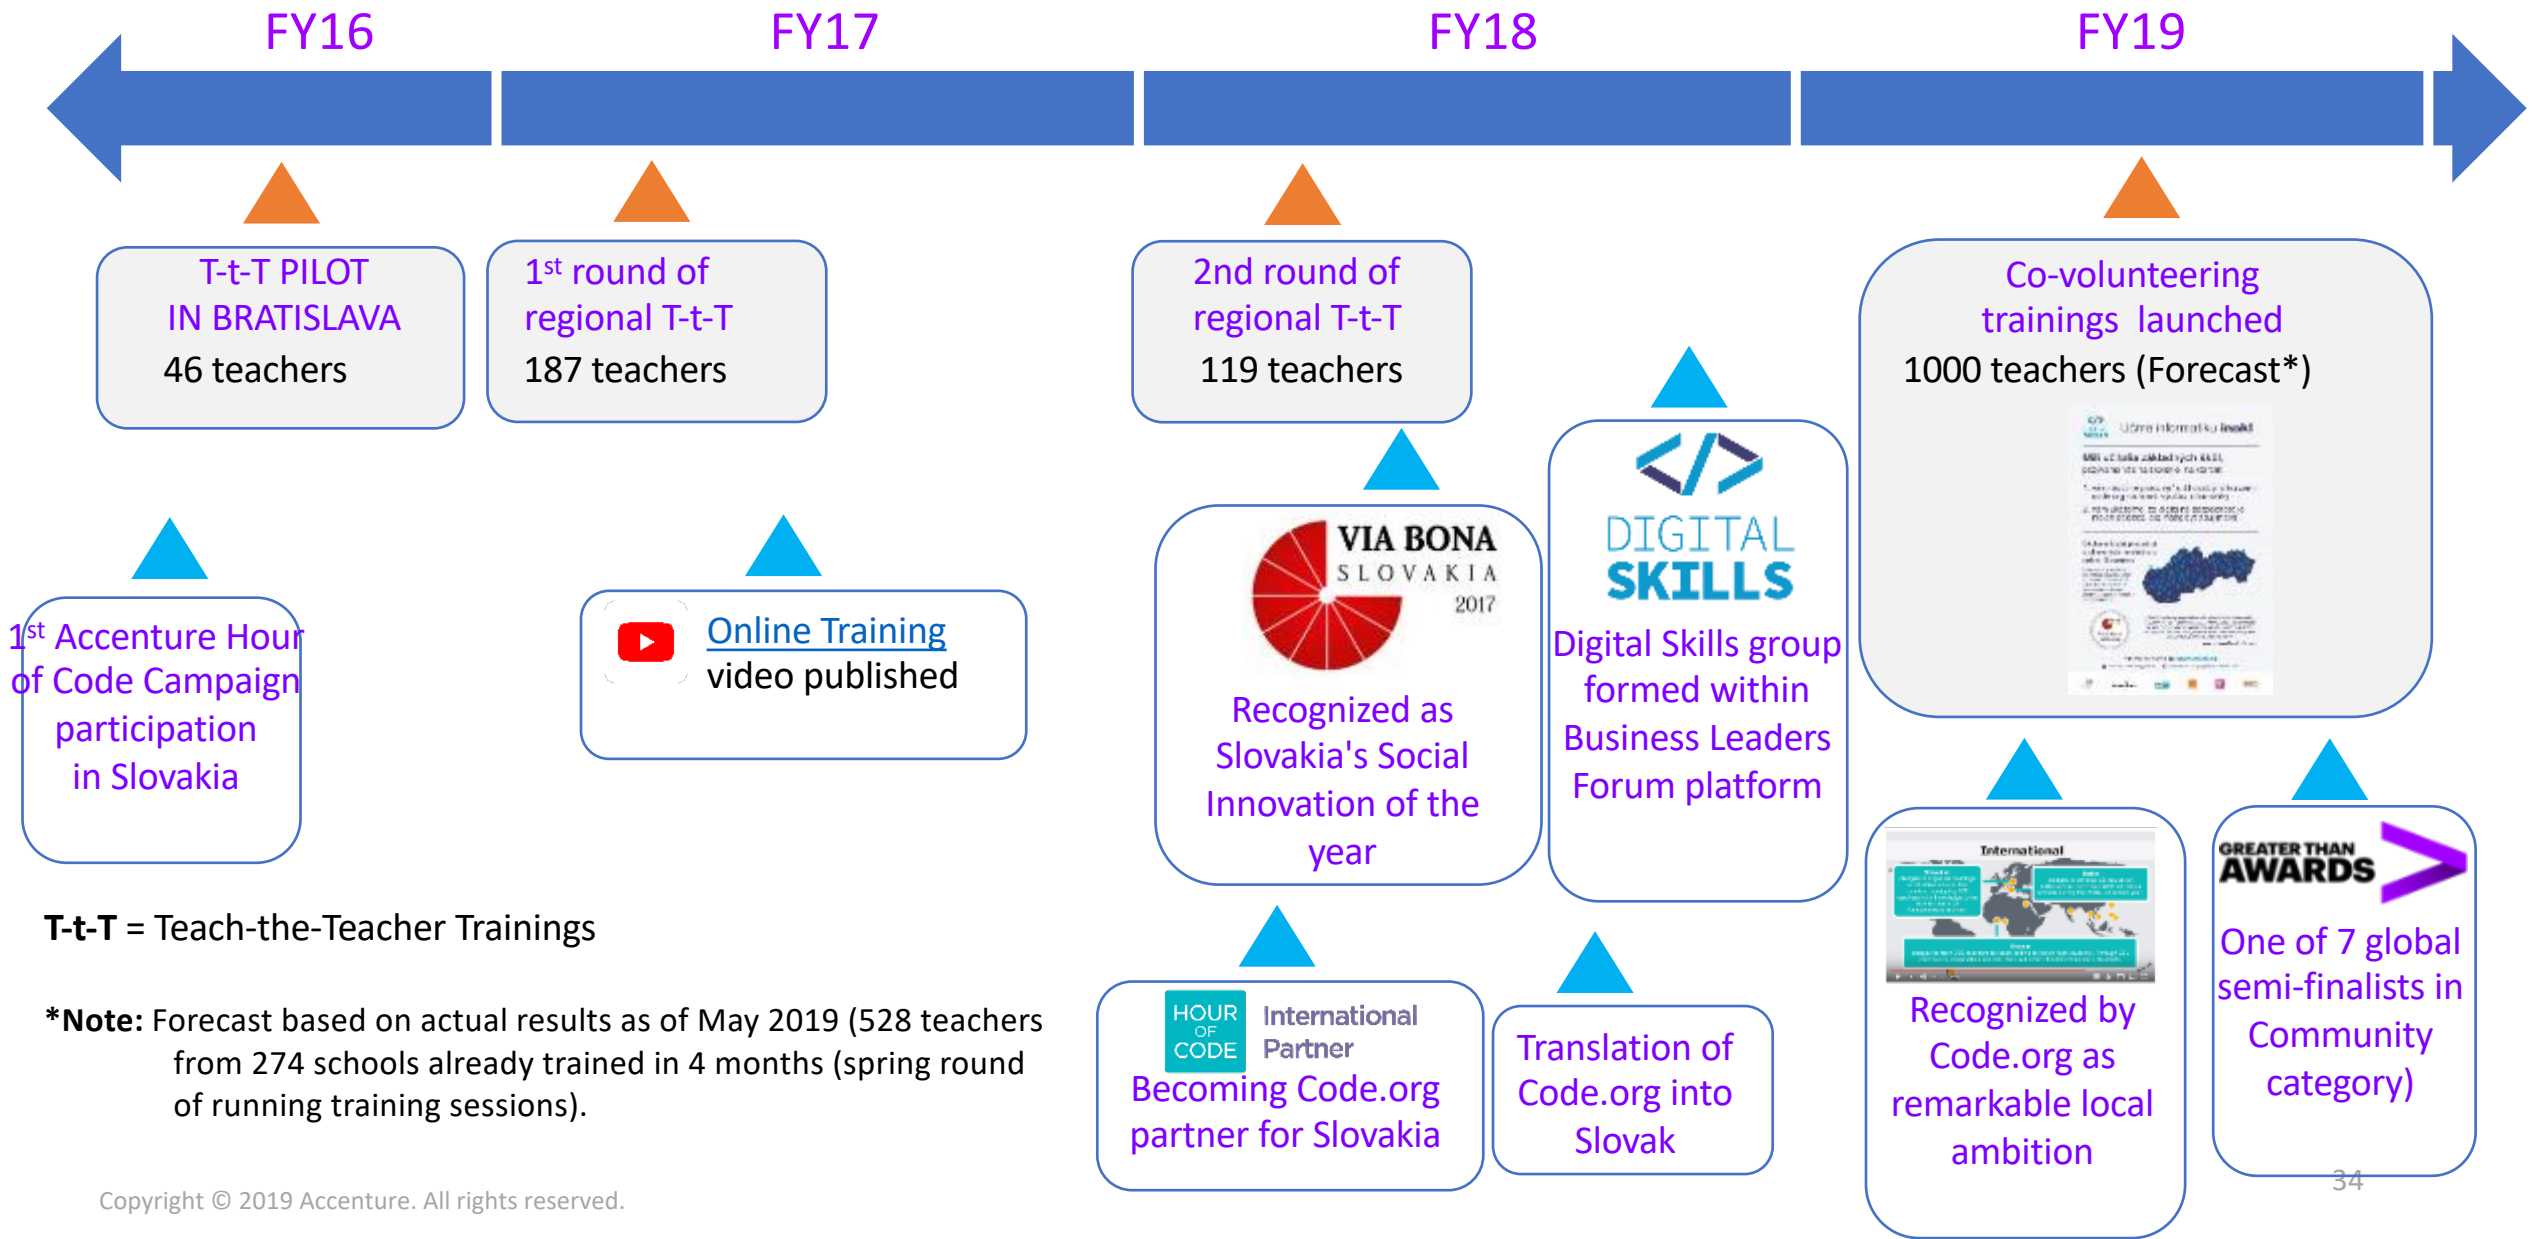 FY16
FY17
FY18
FY19
T-t-T PILOT
IN BRATISLAVA
46 teachers
1st round of
regional T-t-T
187 teachers
2nd round of
regional T-t-T
119 teachers
Co-volunteering
trainings launched
1000 teachers (Forecast*)
Učme informatiku inak!
1st Accenture Hour
of Code Campaign
participation
in Slovakia
Online Training
video published
VIA BONA
SLOVAKIA
2017
Recognized as
Slovakia's Social
Innovation of the
year
</>
DIGITAL
SKILLS
Digital Skills group
formed within
Business Leaders
Forum platform
HOUR
OF
CODE
International
Partner
Becoming Code.org
partner for Slovakia
Translation of
Code.org into
Slovak
International
Recognized by
Code.org as
remarkable local
ambition
GREATER THAN
AWARDS
One of 7 global
semi-finalists in
Community
category)
T-t-T = Teach-the-Teacher Trainings
*Note: Forecast based on actual results as of May 2019 (528 teachers
from 274 schools already trained in 4 months (spring round
of running training sessions).
Copyright © 2019 Accenture. All rights reserved.
34